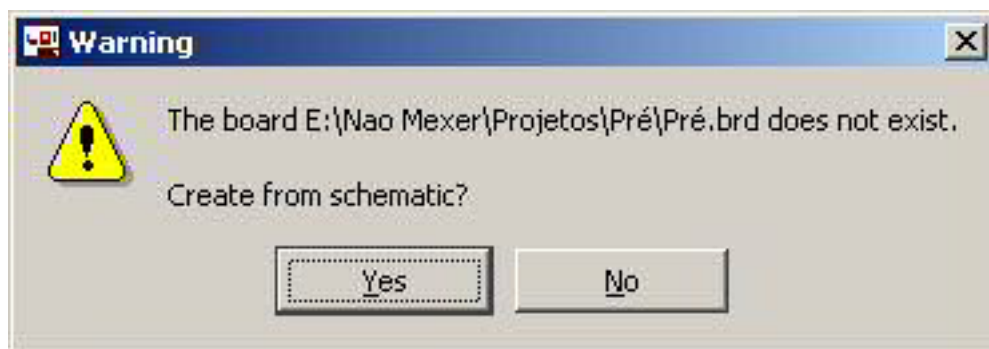 Warning
The board E:\Nao Mexer\Projetos\Pré\Pré.brd does not exist.
Create from schematic?
Yes No